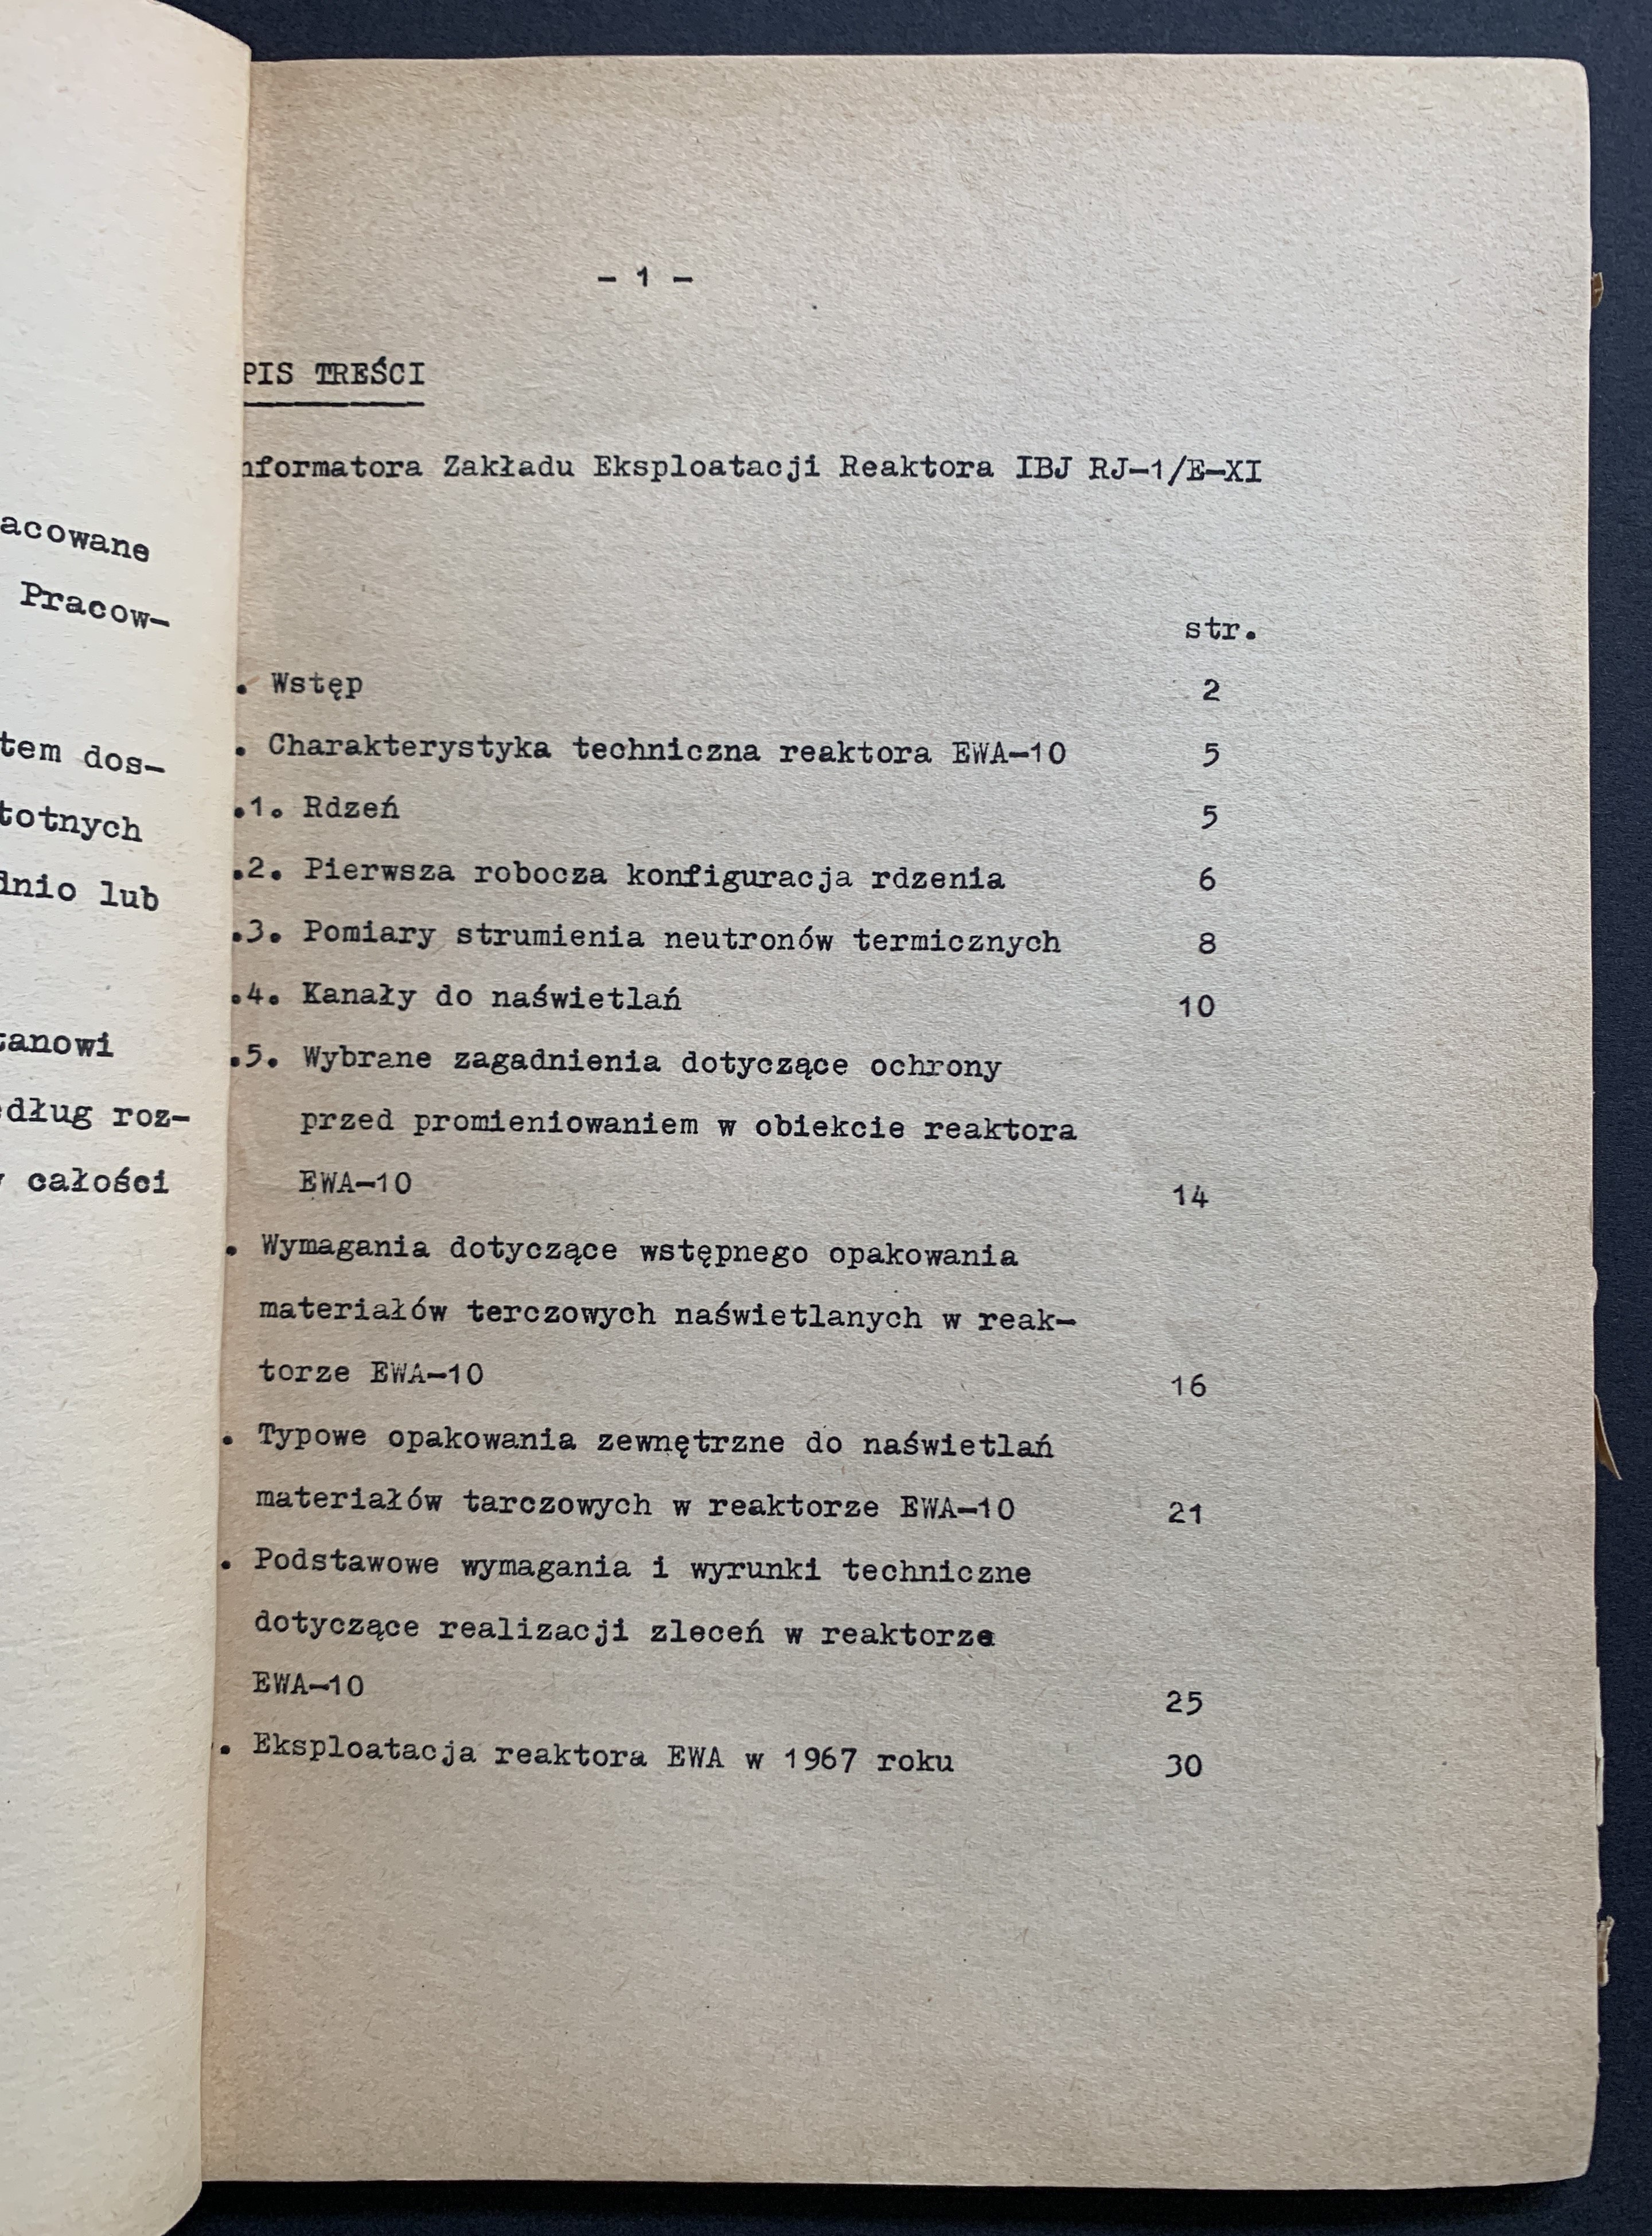 acowane
Pracow-
tem dos-
totnych
dnio lub
tanowi
edług roz-
całości
- 1 -
PIS TREŚCI
nformatora Zakładu Eksploatacji Reaktora IBJ RJ-1/E-XI
str.
. Wstęp 2
. Charakterystyka techniczna reaktora EWA-10 5
.1. Rdzeń 5
.2. Pierwsza robocza konfiguracja rdzenia 6
.3. Pomiary strumienia neutronów termicznych 8
.4. Kanały do naświetlań 10
.5. Wybrane zagadnienia dotyczące ochrony
przed promieniowaniem w obiekcie reaktora
EWA-10 14
. Wymagania dotyczące wstępnego opakowania
materiałów terczowych naświetlanych w reak-
torze EWA-10 16
. Typowe opakowania zewnętrzne do naświetlań
materiałów tarczowych w reaktorze EWA-10 21
. Podstawowe wymagania i wyrunki techniczne
dotyczące realizacji zleceń w reaktorze
EWA-10 25
. Eksploatacja reaktora EWA w 1967 roku 30